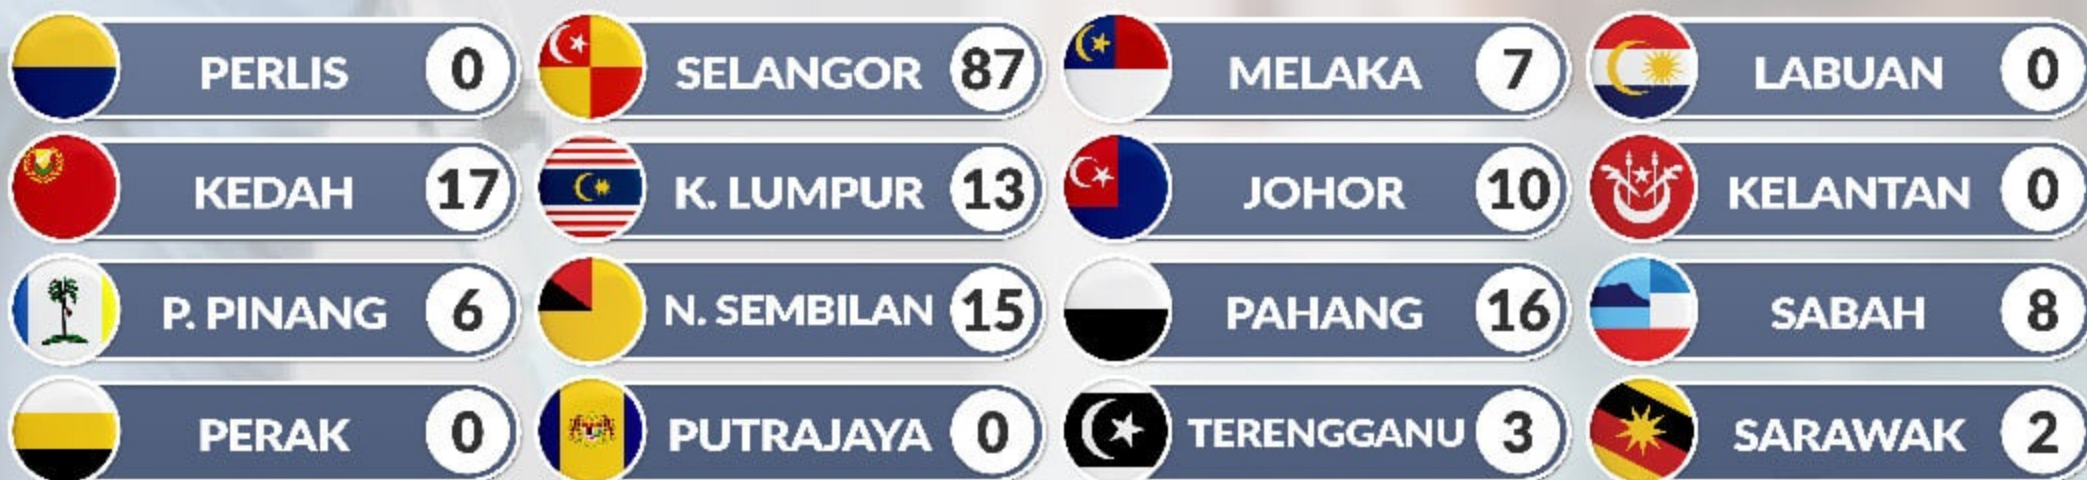 PERLIS 0
SELANGOR 87
MELAKA 7
LABUAN 0
KEDAH 17
K. LUMPUR 13
JOHOR 10
KELANTAN 0
P. PINANG 6
N. SEMBILAN 15
PAHANG 16
SABAH 8
PERAK 0
PUTRAJAYA 0
TERENGGANU 3
SARAWAK 2